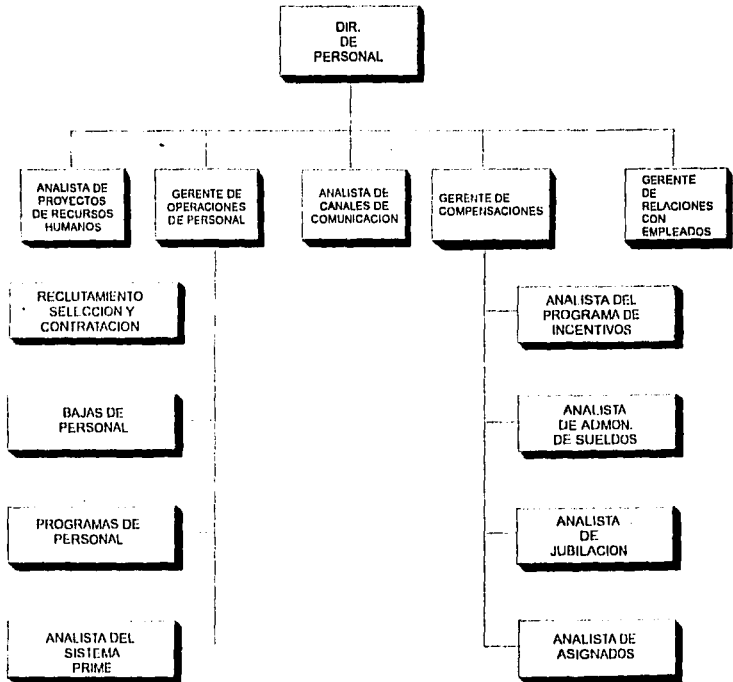 DIR.
DE
PERSONAL
ANALISTA DE
PROYECTOS
DE RECURSOS
HUMANOS
GERENTE DE
OPERACIONES
DE PERSONAL
ANALISTA DE
CANALES DE
COMUNICACION
GERENTE DE
COMPENSACIONES
GERENTE
DE
RELACIONES
CON
EMPLEADOS
RECLUTAMIENTO
SELCCION Y
CONTRATACION
BAJAS DE
PERSONAL
PROGRAMAS DE
PERSONAL
ANALISTA DEL
SISTEMA
PRIME
ANALISTA DEL
PROGRAMA DE
INCENTIVOS
ANALISTA
DE ADMON.
DE SUELDOS
ANALISTA
DE
JUBILACION
ANALISTA DE
ASIGNADOS